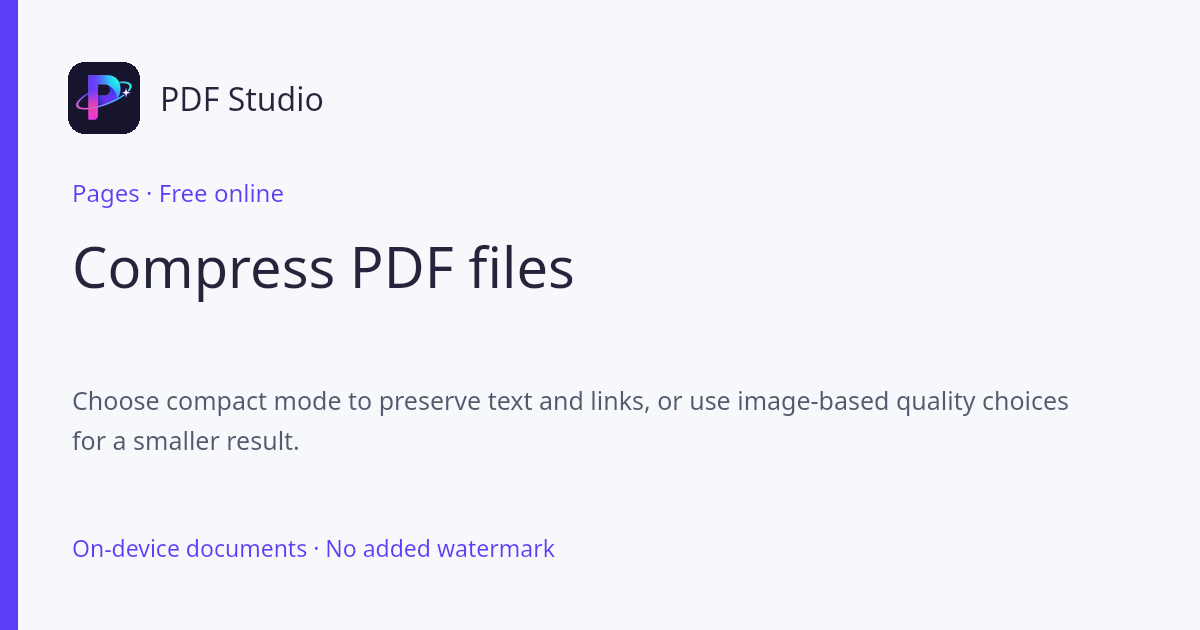 PDF Studio
Pages · Free online
Compress PDF files
Choose compact mode to preserve text and links, or use image-based quality choices
for a smaller result.
On-device documents · No added watermark